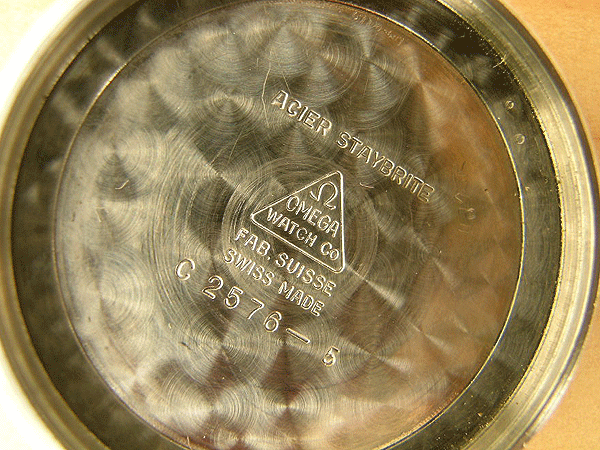 ACIER STAYBRITE
Ω
OMEGA
WATCH Co
FAB. SUISSE
SWISS MADE
C 2576-5